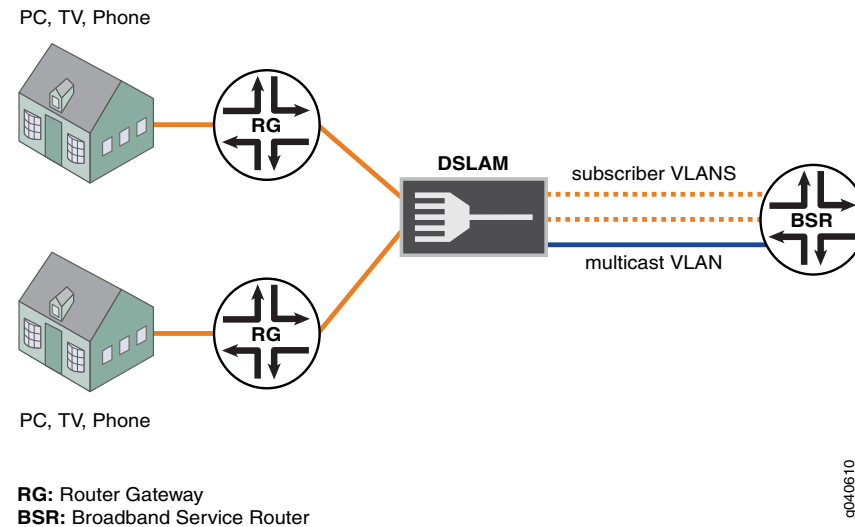 PC, TV, Phone
RG
DSLAM
subscriber VLANS
BSR
multicast VLAN
RG
PC, TV, Phone
RG: Router Gateway
BSR: Broadband Service Router
g040610